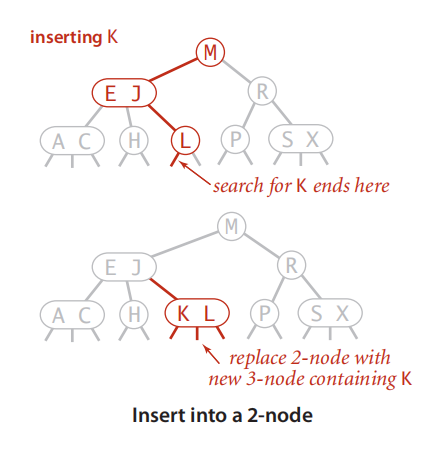 inserting K
M
E J
R
A C
H
L
P
S X
search for K ends here
M
E J
R
A C
H
K L
P
S X
replace 2-node with
new 3-node containing K
Insert into a 2-node